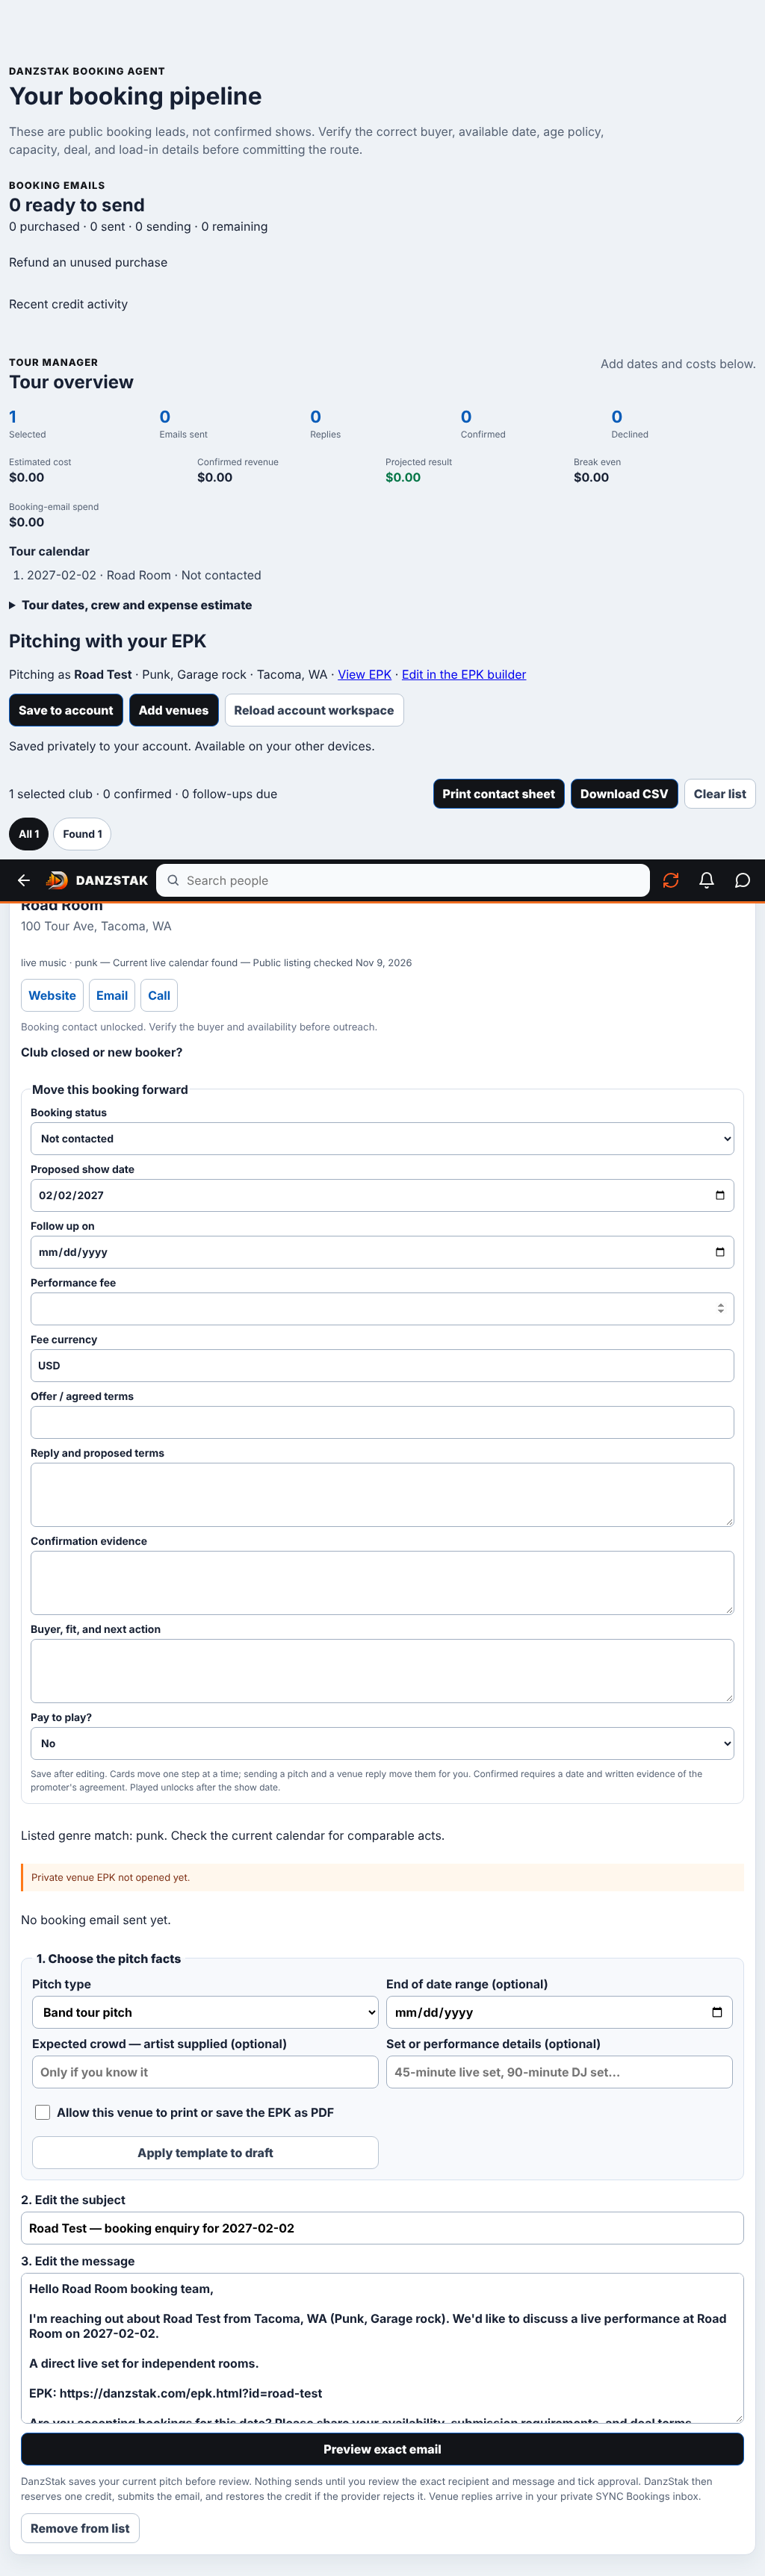 DANZSTAK BOOKING AGENT
Your booking pipeline
These are public booking leads, not confirmed shows. Verify the correct buyer, available date, age policy,
capacity, deal, and load-in details before committing the route.
BOOKING EMAILS
0 ready to send
0 purchased · 0 sent · 0 sending · 0 remaining
Refund an unused purchase
Recent credit activity
TOUR MANAGER
Add dates and costs below.
Tour overview
1 0 0 0 0
Selected Emails sent Replies Confirmed Declined
Estimated cost Confirmed revenue Projected result Break even
$0.00 $0.00 $0.00 $0.00
Booking-email spend
$0.00
Tour calendar
1. 2027-02-02 · Road Room · Not contacted
Tour dates, crew and expense estimate
Pitching with your EPK
Pitching as Road Test · Punk, Garage rock · Tacoma, WA · View EPK · Edit in the EPK builder
Save to account Add venues Reload account workspace
Saved privately to your account. Available on your other devices.
1 selected club · 0 confirmed · 0 follow-ups due Print contact sheet Download CSV Clear list
All 1 Found 1
DANZSTAK Search people
Road Room
100 Tour Ave, Tacoma, WA
live music · punk — Current live calendar found — Public listing checked Nov 9, 2026
Website Email Call
Booking contact unlocked. Verify the buyer and availability before outreach.
Club closed or new booker?
Move this booking forward
Booking status
Not contacted
Proposed show date
02/02/2027
Follow up on
mm/dd/yyyy
Performance fee
Fee currency
USD
Offer / agreed terms
Reply and proposed terms
Confirmation evidence
Buyer, fit, and next action
Pay to play?
No
Save after editing. Cards move one step at a time; sending a pitch and a venue reply move them for you. Confirmed requires a date and written evidence of the
promoter's agreement. Played unlocks after the show date.
Listed genre match: punk. Check the current calendar for comparable acts.
Private venue EPK not opened yet.
No booking email sent yet.
1. Choose the pitch facts
Pitch type End of date range (optional)
Band tour pitch mm/dd/yyyy
Expected crowd — artist supplied (optional) Set or performance details (optional)
Only if you know it 45-minute live set, 90-minute DJ set...
Allow this venue to print or save the EPK as PDF
Apply template to draft
2. Edit the subject
Road Test — booking enquiry for 2027-02-02
3. Edit the message
Hello Road Room booking team,
I'm reaching out about Road Test from Tacoma, WA (Punk, Garage rock). We'd like to discuss a live performance at Road
Room on 2027-02-02.
A direct live set for independent rooms.
EPK: https://danzstak.com/epk.html?id=road-test
Are you accepting bookings for this date? Please share your availability, submission requirements, and deal terms.
Preview exact email
DanzStak saves your current pitch before review. Nothing sends until you review the exact recipient and message and tick approval. DanzStak then
reserves one credit, submits the email, and restores the credit if the provider rejects it. Venue replies arrive in your private SYNC Bookings inbox.
Remove from list